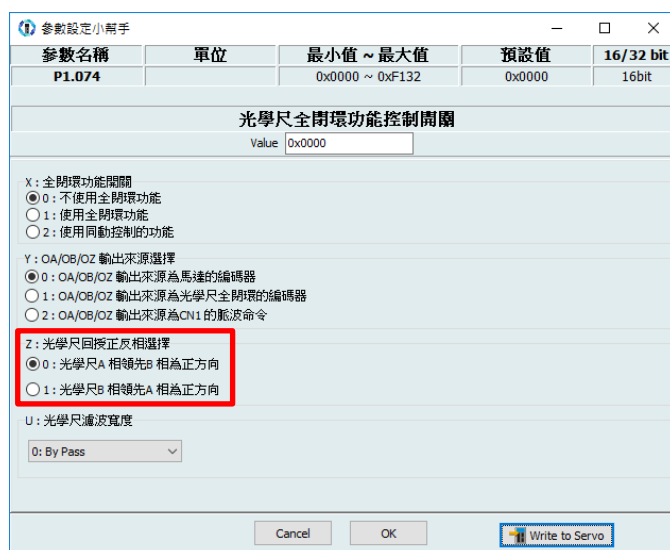 參數設定小幫手
參數名稱 單位 最小值 ~ 最大值 預設值 16/32 bit
P1.074 0x0000 ~ 0xF132 0x0000 16bit
光學尺全閉環功能控制開關
Value 0x0000
X : 全閉環功能開關
0 : 不使用全閉環功能
1 : 使用全閉環功能
2 : 使用同動控制的功能
Y : OA/OB/OZ 輸出來源選擇
0 : OA/OB/OZ 輸出來源為馬達的編碼器
1 : OA/OB/OZ 輸出來源為光學尺全閉環的編碼器
2 : OA/OB/OZ 輸出來源為CN1 的脈波命令
Z : 光學尺回授正反相選擇
0 : 光學尺A 相領先B 相為正方向
1 : 光學尺B 相領先A 相為正方向
U : 光學尺濾波寬度
0: By Pass
Cancel OK Write to Servo